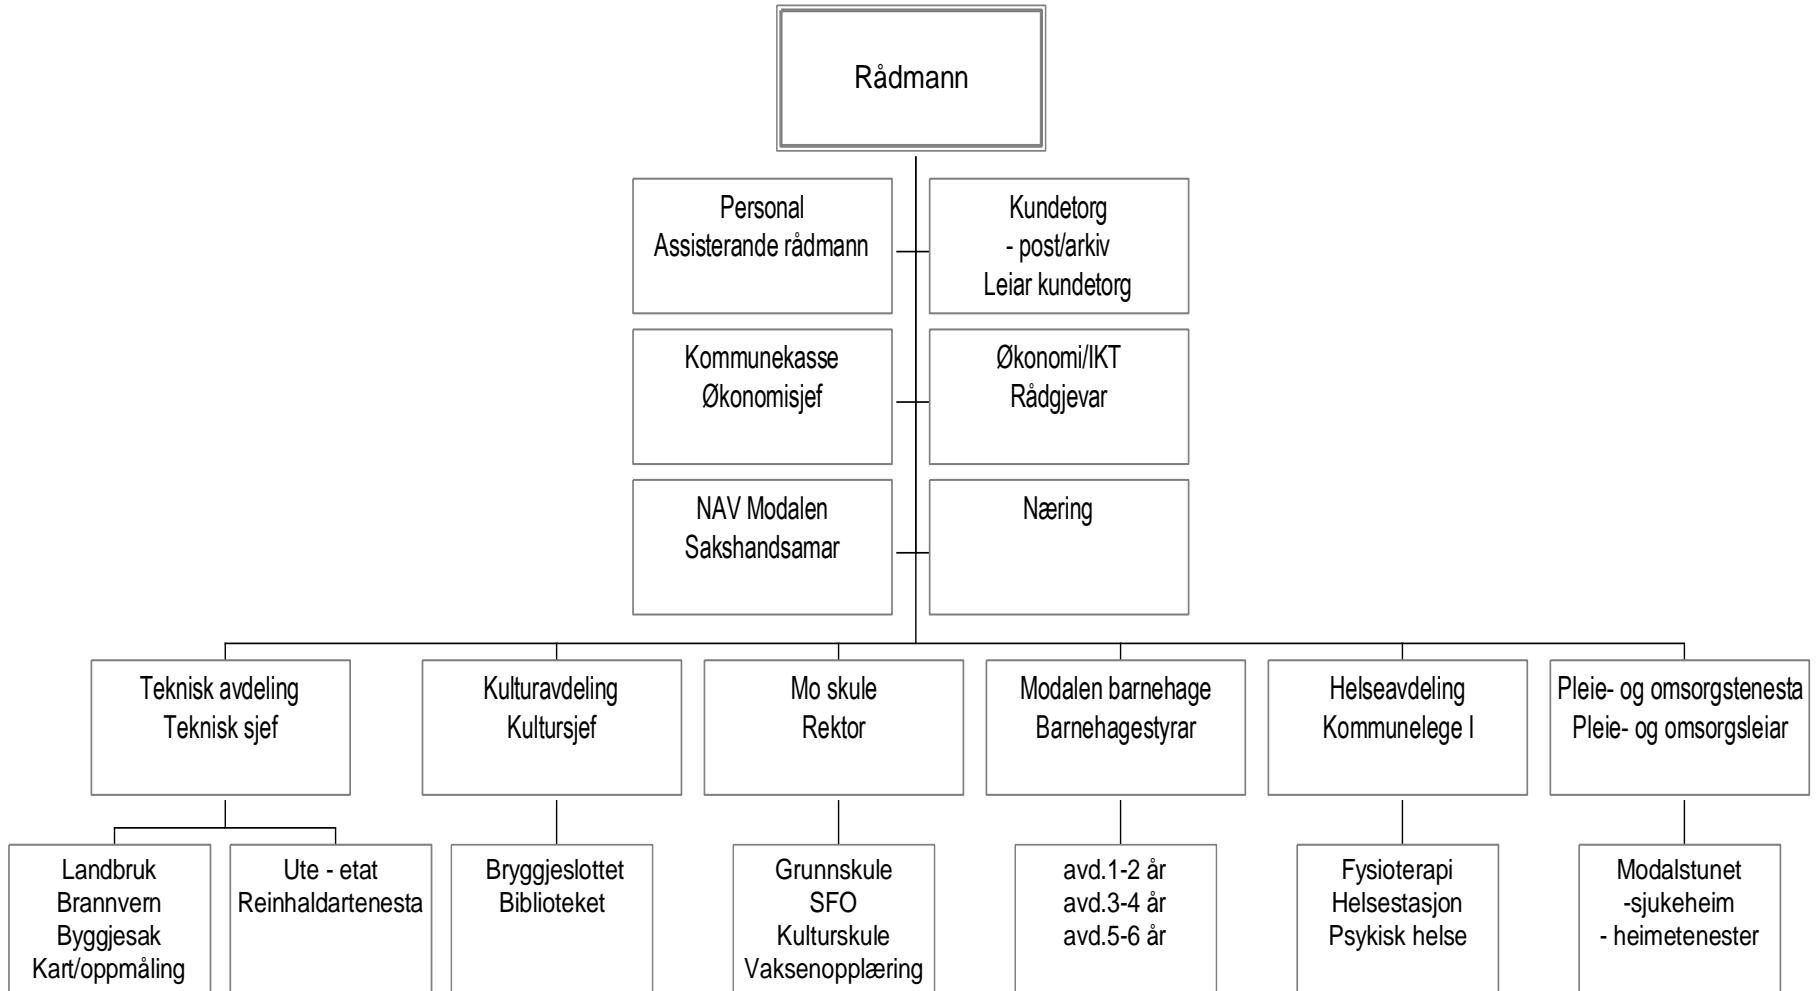 Rådmann
Personal
Assisterande rådmann
Kundetorg
- post/arkiv
Leiar kundetorg
Kommunekasse
Økonomisjef
Økonomi/IKT
Rådgjevar
NAV Modalen
Sakshandsamar
Næring
Teknisk avdeling
Teknisk sjef
Kulturavdeling
Kultursjef
Mo skule
Rektor
Modalen barnehage
Barnehagestyrar
Helseavdeling
Kommunelege I
Pleie- og omsorgstenesta
Pleie- og omsorgsleiar
Landbruk
Brannvern
Byggjesak
Kart/oppmåling
Ute - etat
Reinhaldartenesta
Bryggjeslottet
Biblioteket
Grunnskule
SFO
Kulturskule
Vaksenopplæring
avd.1-2 år
avd.3-4 år
avd.5-6 år
Fysioterapi
Helsestasjon
Psykisk helse
Modalstunet
-sjukeheim
- heimetenester